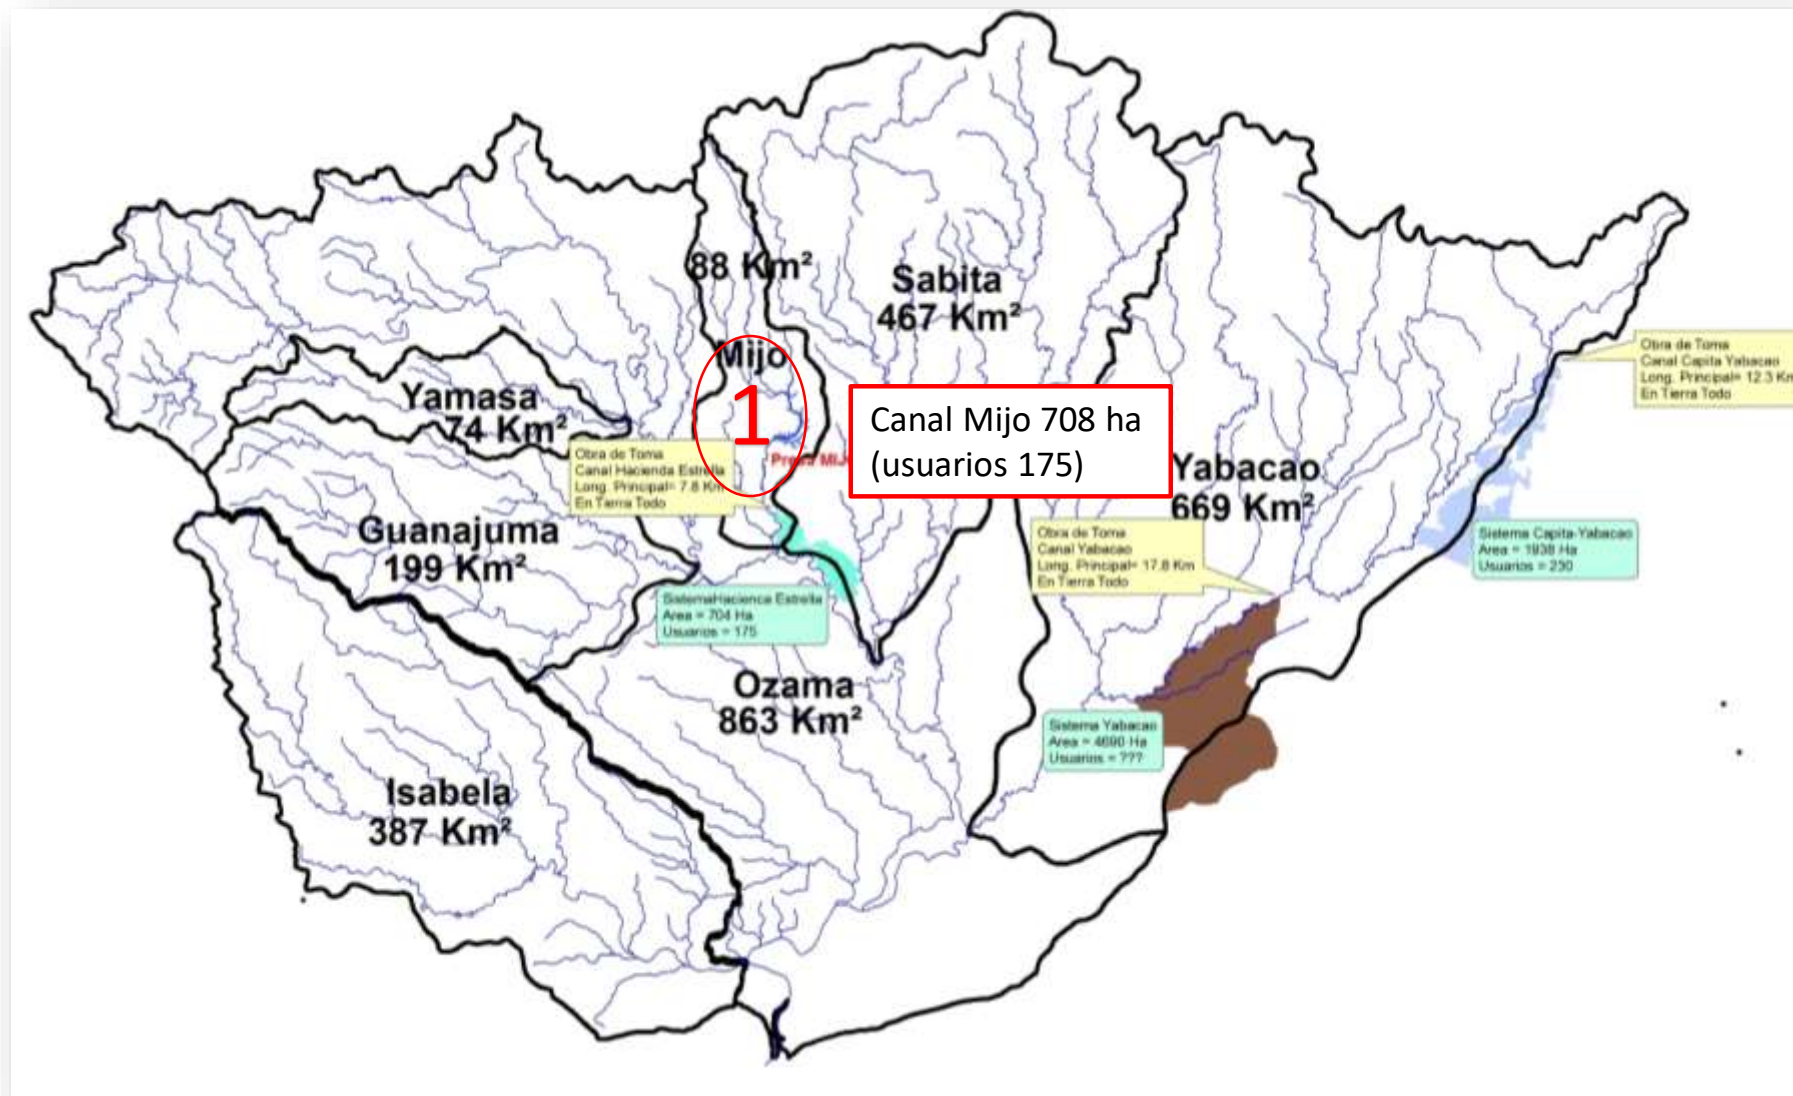 88 Km²
Sabita
467 Km²
Mijo
1
Yamasa
74 Km²
Canal Mijo 708 ha
(usuarios 175)
Obra de Toma
Canal Capita Yabacao
Long. Principal= 12.3 Km
En Tierra Todo
Obra de Toma
Canal Hacienda Estrella
Long. Principal= 7.8 Km
En Tierra Todo
Presa MIJ
Yabacao
669 Km²
Guanajuma
199 Km²
Obra de Toma
Canal Yabacao
Long. Principal= 17.8 Km
En Tierra Todo
Sistema Capita-Yabacao
Area = 1938 Ha
Usuarios = 230
SistemaHacienca Estrella
Area = 704 Ha
Usuarios = 175
Ozama
863 Km²
Sistema Yabacao
Area = 4690 Ha
Usuarios = ???
Isabela
387 Km²